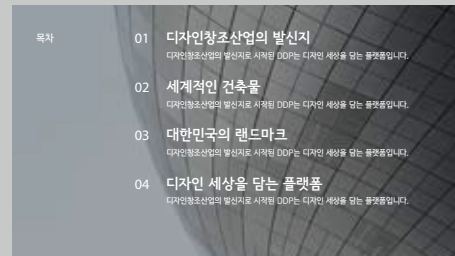 목차
01 디자인창조산업의 발신지
디자인창조산업의 발신지로 시작된 DDP는 디자인 세상을 담는 플랫폼입니다.
02 세계적인 건축물
디자인창조산업의 발신지로 시작된 DDP는 디자인 세상을 담는 플랫폼입니다.
03 대한민국의 랜드마크
디자인창조산업의 발신지로 시작된 DDP는 디자인 세상을 담는 플랫폼입니다.
04 디자인 세상을 담는 플랫폼
디자인창조산업의 발신지로 시작된 DDP는 디자인 세상을 담는 플랫폼입니다.